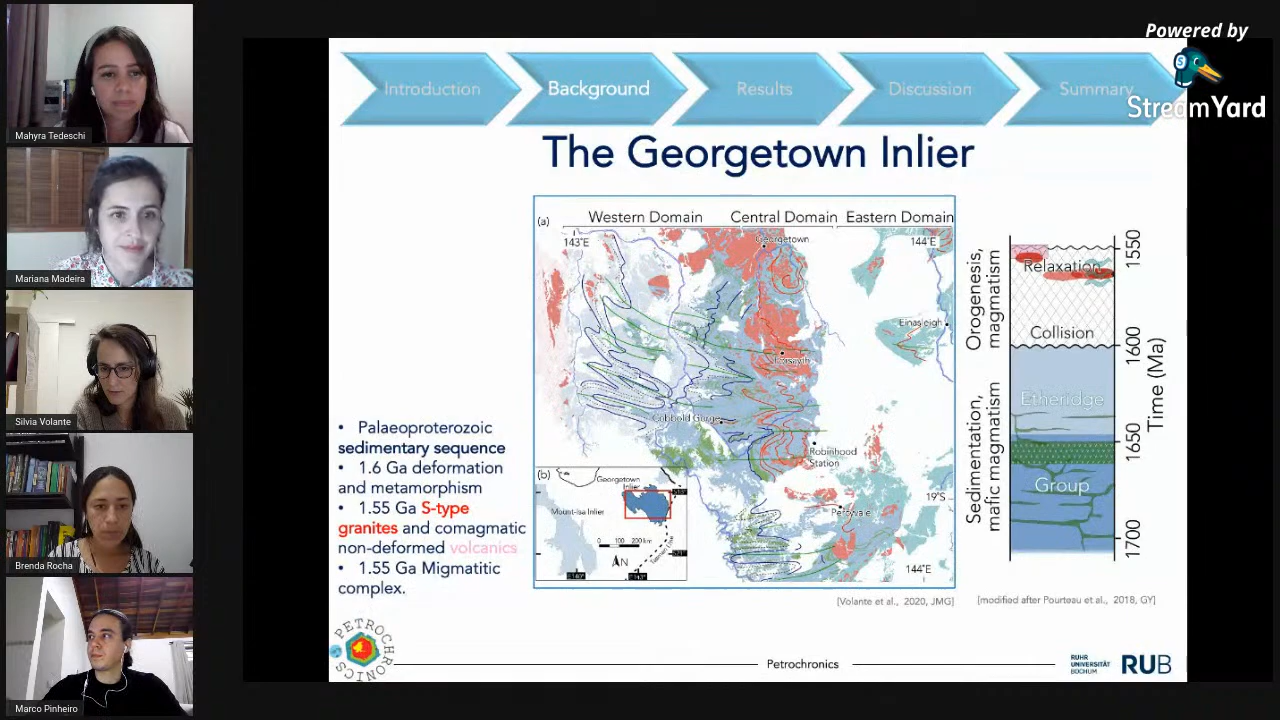 Powered by
StreamYard
Introduction
Background
Results
Discussion
Summary
The Georgetown Inlier
Mahyra Tedeschi
Mariana Madeira
Silvia Volante
Brenda Rocha
Marco Pinheiro
• Palaeoproterozoic
sedimentary sequence
• 1.6 Ga deformation
and metamorphism
• 1.55 Ga S-type
granites and comagmatic
non-deformed volcanics
• 1.55 Ga Migmatitic
complex.
(a)
Western Domain
Central Domain
Eastern Domain
143°E
Georgetown
144°E
Einasleigh
Forsayth
Cobbold Gorge
Robinhood
Station
19°S
Percyvale
144°E
(b)
Georgetown
Inlier
Mount-Isa Inlier
0 100 200 km
N
[Volante et al., 2020, JMG]
Orogenesis,
magmatism
Sedimentation,
mafic magmatism
Relaxation
Collision
Etheridge
Group
1550
1600
1650
1700
Time (Ma)
[modified after Pourteau et al., 2018, GY]
PETROCHRONICS
Petrochronics
RUHR
UNIVERSITÄT
BOCHUM
RUB